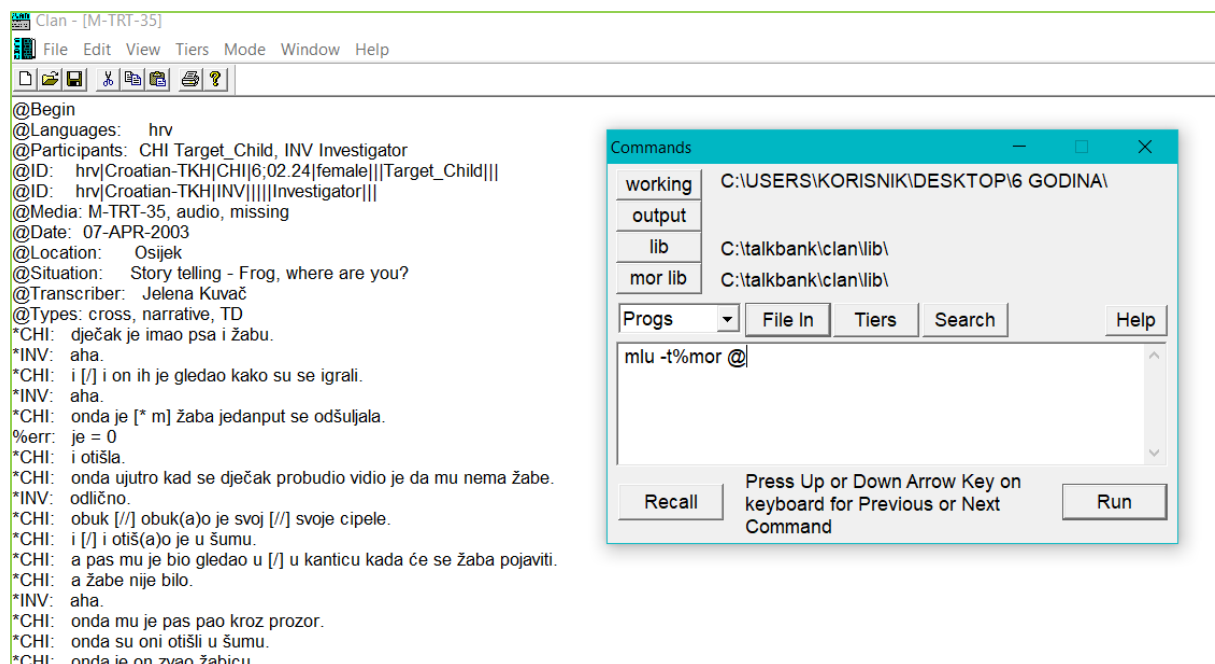 Clan - [M-TRT-35]
File Edit View Tiers Mode Window Help
@Begin
@Languages: hrv
@Participants: CHI Target_Child, INV Investigator
@ID: hrv|Croatian-TKH|CHI|6;02.24|female|||Target_Child|||
@ID: hrv|Croatian-TKH|INV|||||Investigator|||
@Media: M-TRT-35, audio, missing
@Date: 07-APR-2003
@Location: Osijek
@Situation: Story telling - Frog, where are you?
@Transcriber: Jelena Kuvač
@Types: cross, narrative, TD
*CHI: dječak je imao psa i žabu.
*INV: aha.
*CHI: i [/] i on ih je gledao kako su se igrali.
*INV: aha.
*CHI: onda je [* m] žaba jedanput se odšuljala.
%err: je = 0
*CHI: i otišla.
*CHI: onda ujutro kad se dječak probudio vidio je da mu nema žabe.
*INV: odlično.
*CHI: obuk [//] obuk(a)o je svoj [//] svoje cipele.
*CHI: i [/] i otiš(a)o je u šumu.
*CHI: a pas mu je bio gledao u [/] u kanticu kada će se žaba pojaviti.
*CHI: a žabe nije bilo.
*INV: aha.
*CHI: onda mu je pas pao kroz prozor.
*CHI: onda su oni otišli u šumu.
*CHI: onda je on zvao žabicu
Commands
working C:\USERS\KORISNIK\DESKTOP\6 GODINA\
output
lib C:\talkbank\clan\lib\
mor lib C:\talkbank\clan\lib\
Progs File In Tiers Search Help
mlu -t%mor @
Recall
Press Up or Down Arrow Key on
keyboard for Previous or Next
Command
Run